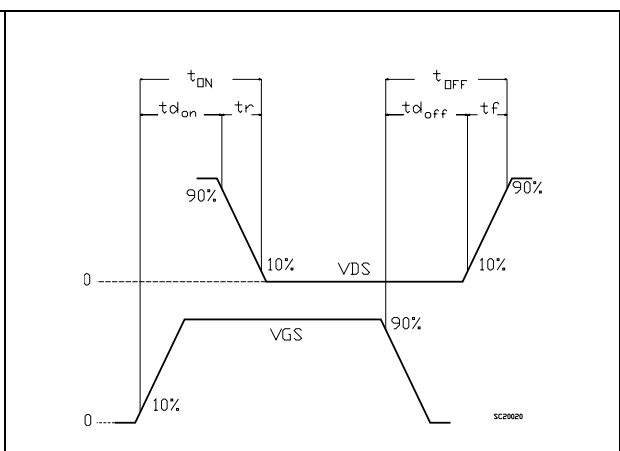 tON tOFF
tdon tr tdoff tf
90% 90%
10% 10%
0 VDS
VGS 90%
10%
0
SC20020